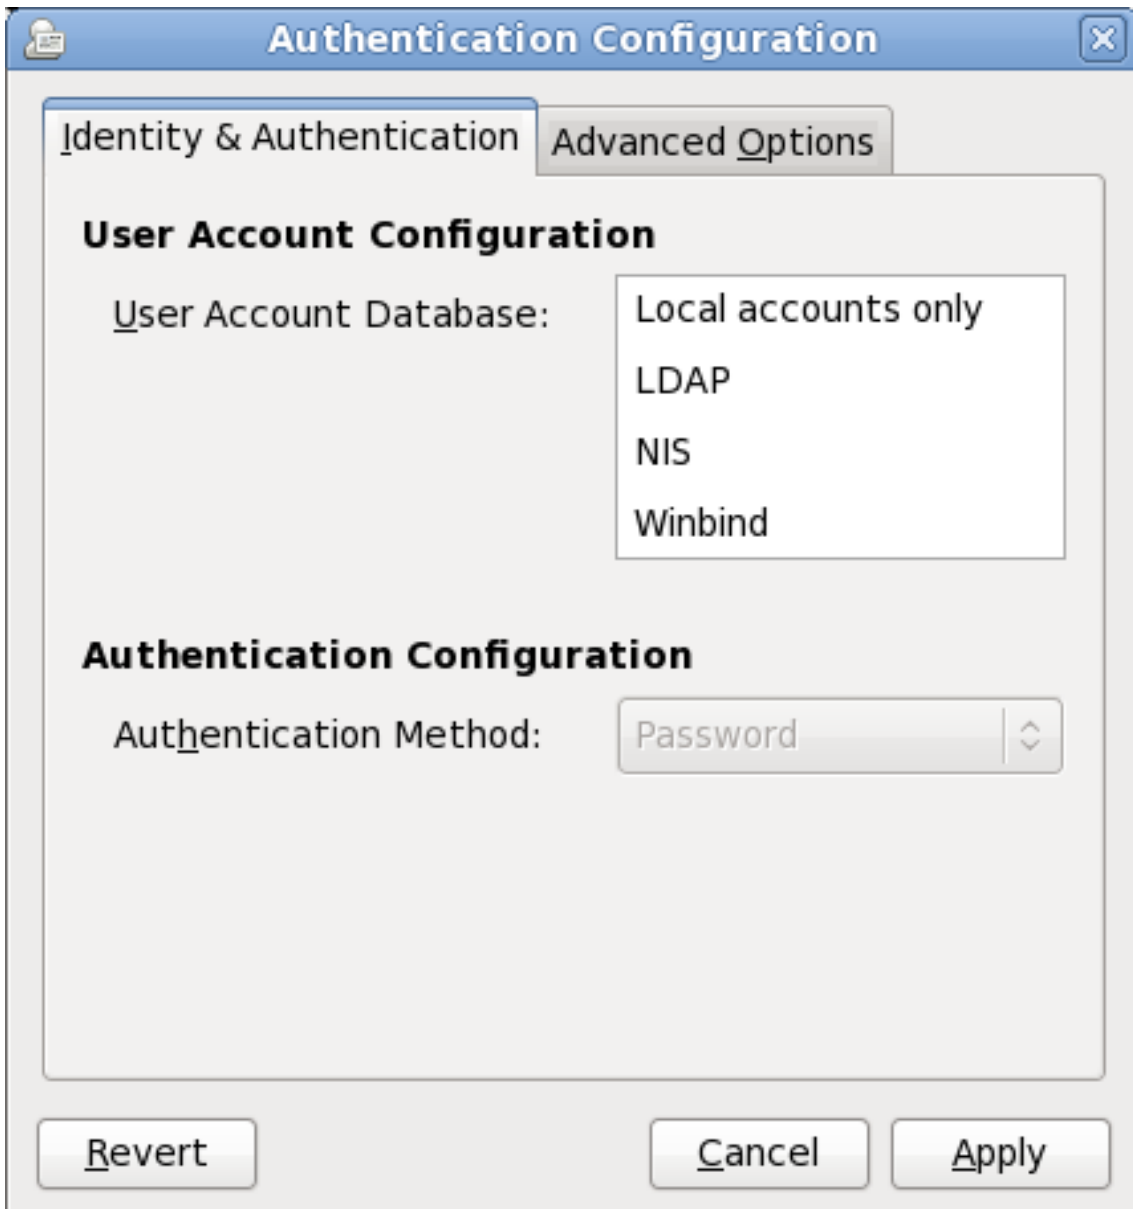 Authentication Configuration
Identity & Authentication
Advanced Options
User Account Configuration
User Account Database:
Local accounts only
LDAP
NIS
Winbind
Authentication Configuration
Authentication Method:
Password
Revert
Cancel
Apply